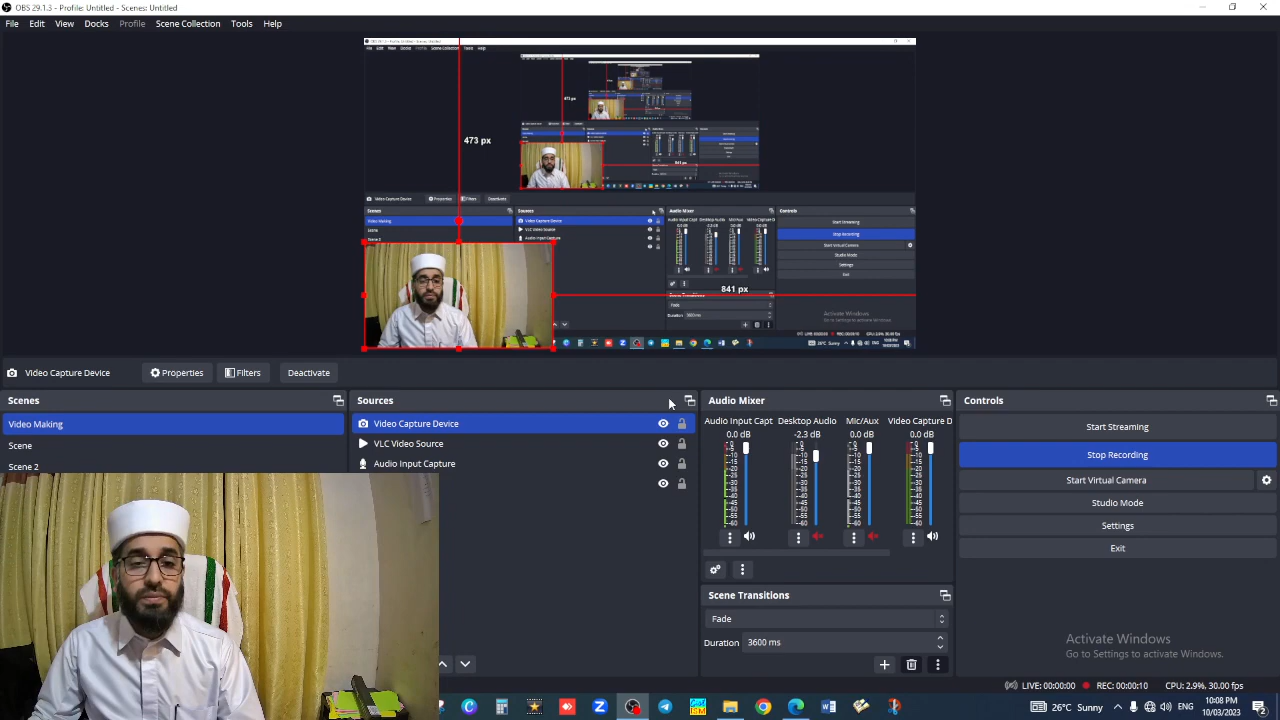 OBS 29.1.3 - Profile: Untitled - Scenes: Untitled
File Edit View Docks Profile Scene Collection Tools Help
473 px
841 px
Video Capture Device
Properties
Filters
Deactivate
Scenes
Video Making
Scene
Scene 2
Sources
Video Capture Device
VLC Video Source
Audio Input Capture
Audio Mixer
Audio Input Capt Desktop Audio Mic/Aux Video Capture D
0.0 dB -2.3 dB 0.0 dB 0.0 dB
Scene Transitions
Fade
Duration 3600 ms
Controls
Start Streaming
Stop Recording
Start Virtual Camera
Studio Mode
Settings
Exit
Activate Windows
Go to Settings to activate Windows.
LIVE: 00:00:00 REC: 00:00:10 CPU: 2.9%, 30.00 fps
26°C Sunny ENG
10:08 PM
10/03/2023